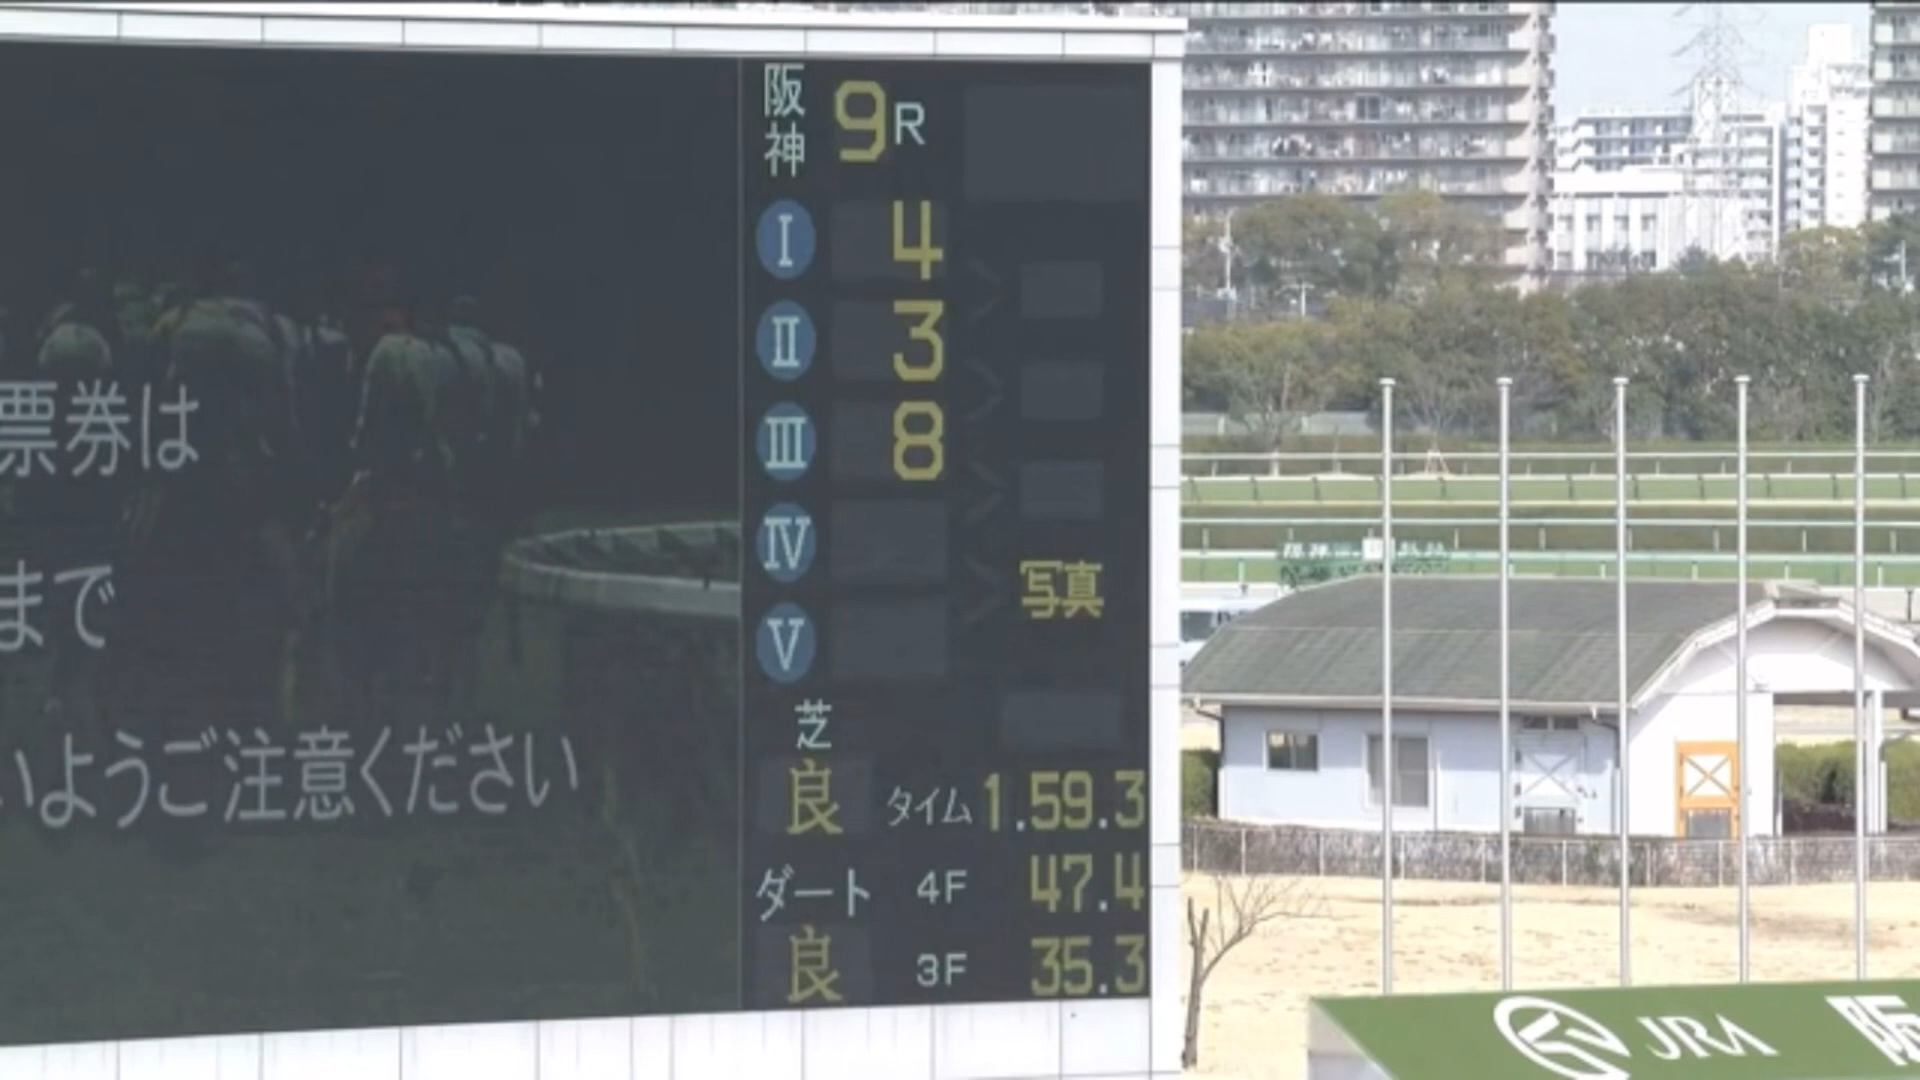 票券は
まで
いようご注意ください
阪神 9R
Ⅰ 4
Ⅱ 3
Ⅲ 8
Ⅳ
写真
Ⅴ
芝
良 タイム 1.59.3
ダート 4F 47.4
良 3F 35.3
JRA 阪